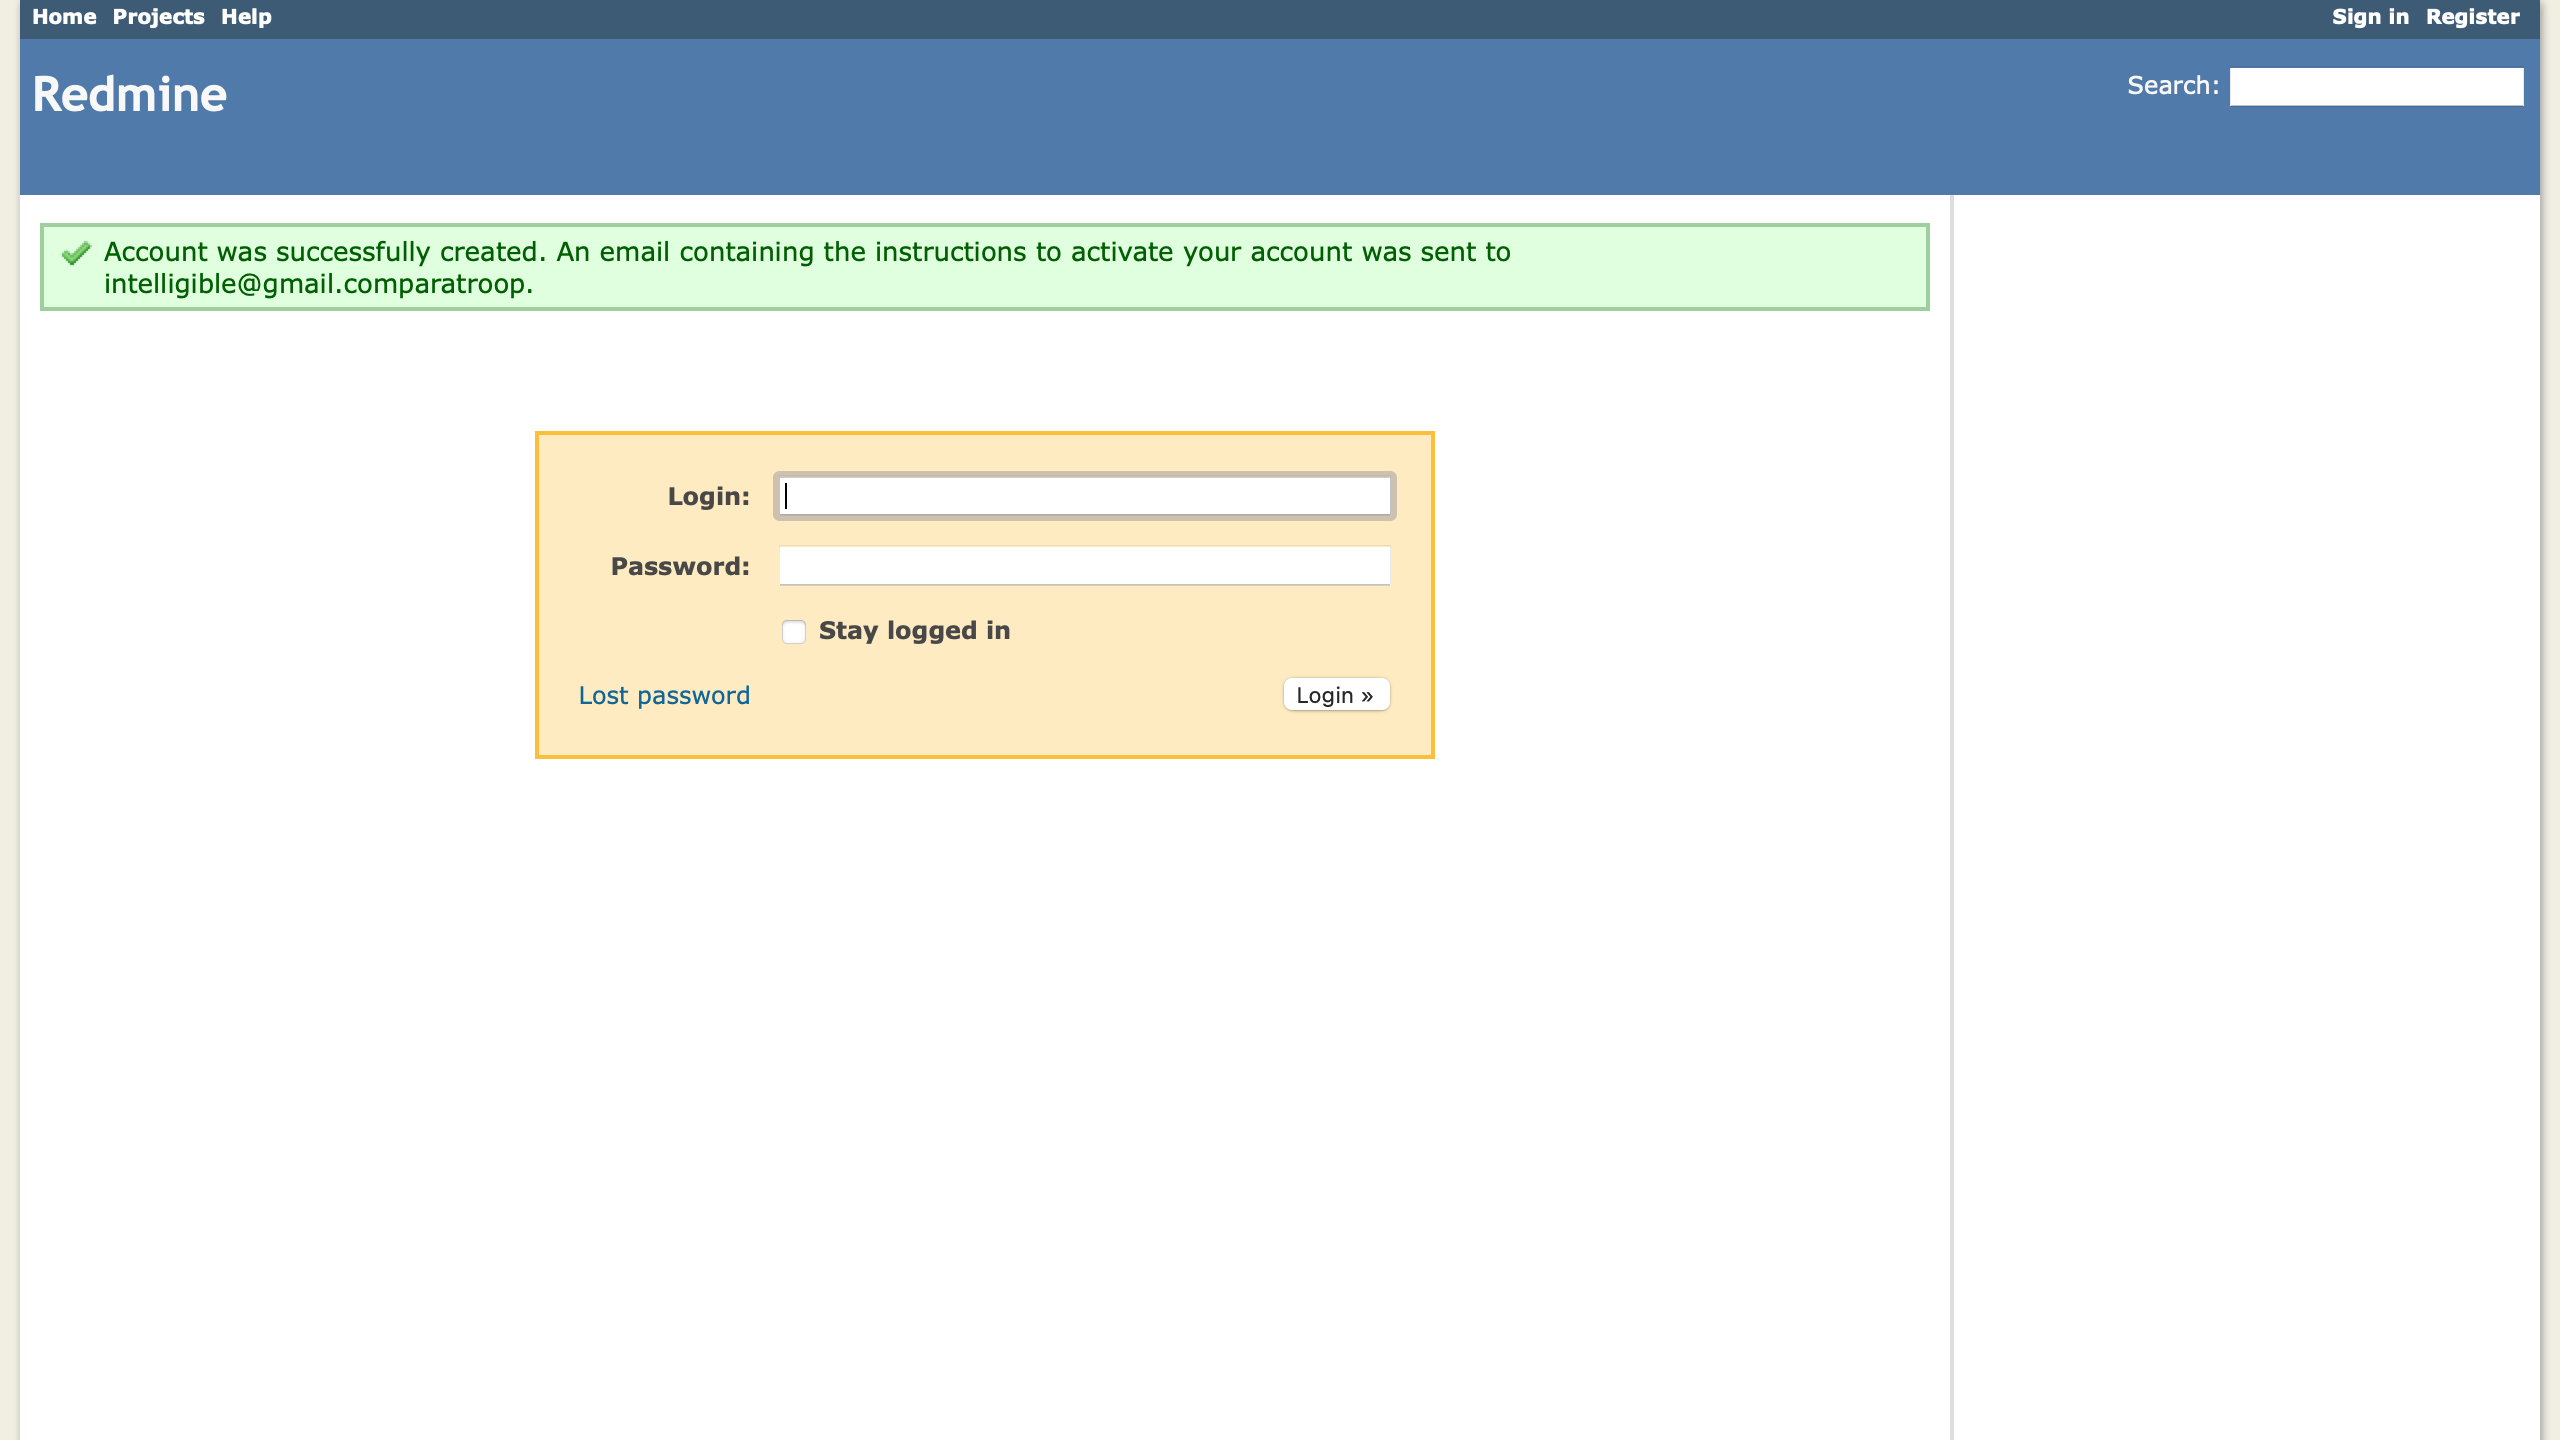 Home Projects Help Sign in Register
Redmine
Search:
Account was successfully created. An email containing the instructions to activate your account was sent to
intelligible@gmail.comparatroop.
Login:
Password:
Stay logged in
Lost password
Login »